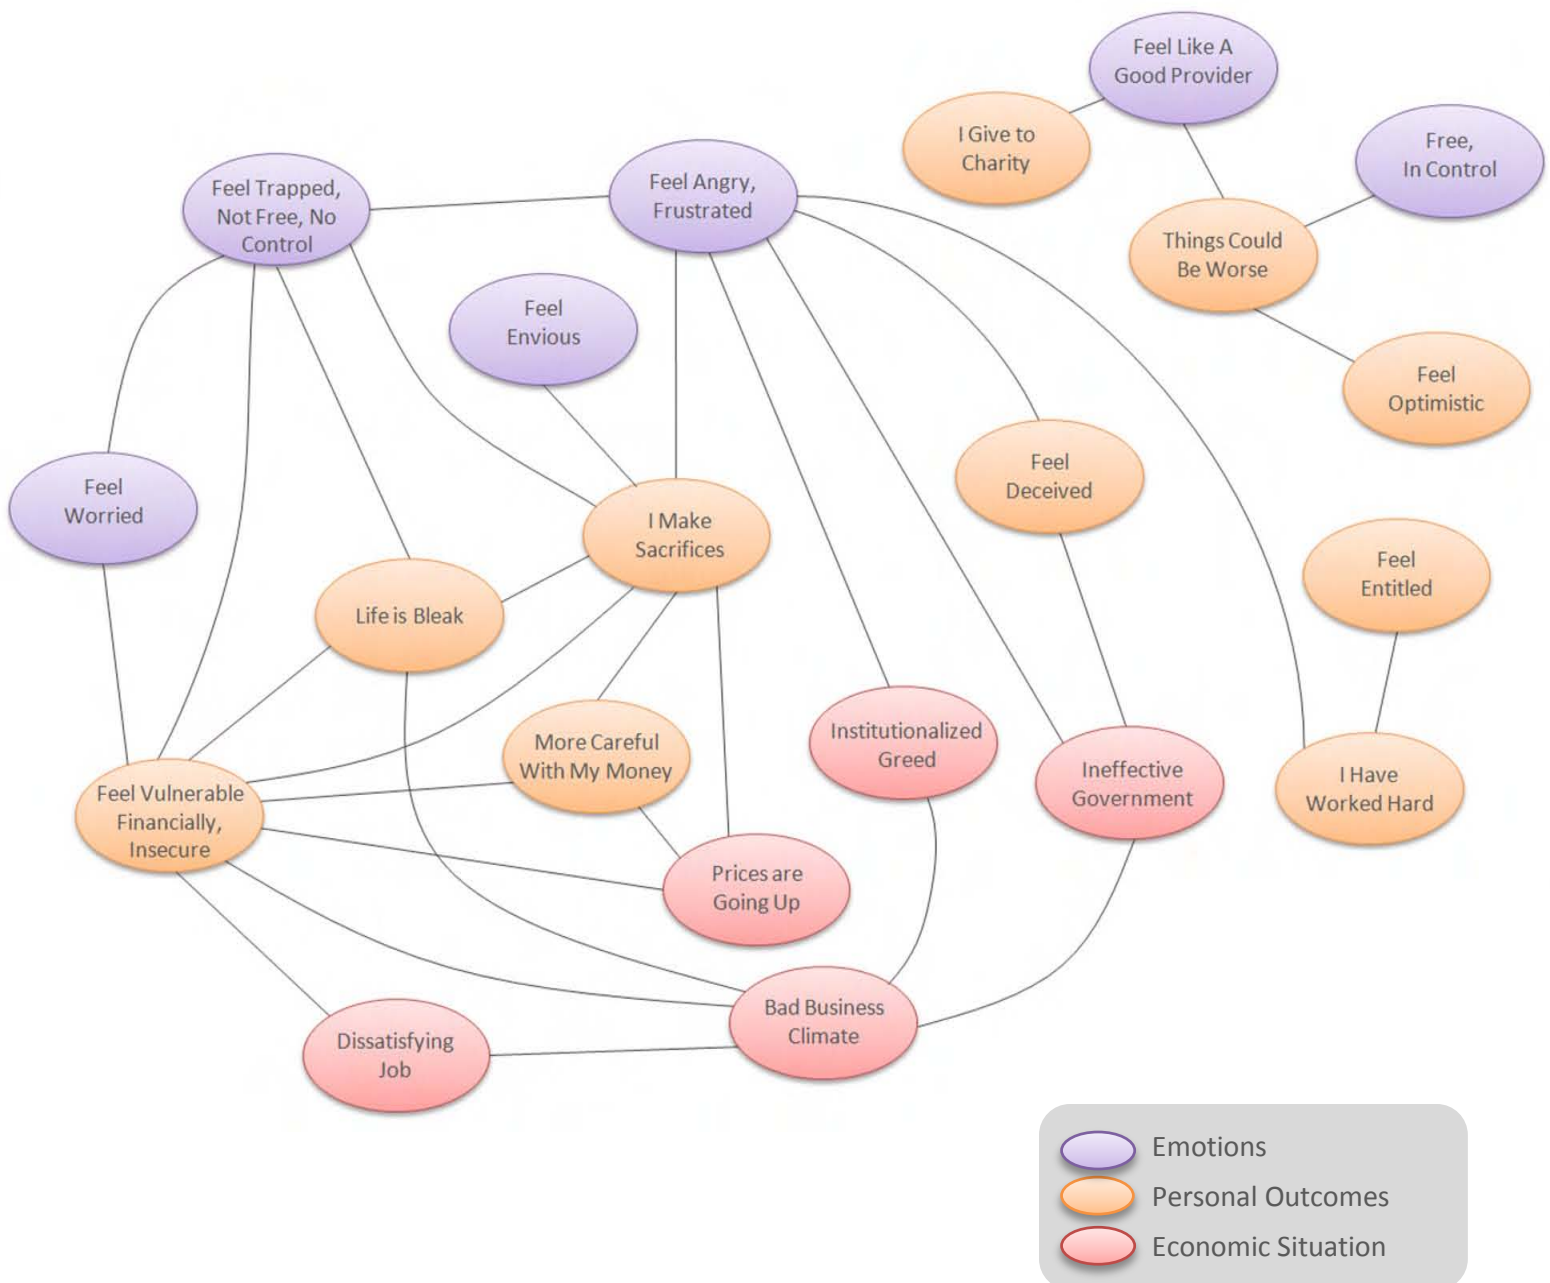 Feel Like A
Good Provider
I Give to
Charity
Free,
In Control
Feel Trapped,
Not Free, No
Control
Feel Angry,
Frustrated
Things Could
Be Worse
Feel
Envious
Feel
Optimistic
Feel
Worried
Feel
Deceived
I Make
Sacrifices
Feel
Entitled
Life is Bleak
More Careful
With My Money
Institutionalized
Greed
Ineffective
Government
I Have
Worked Hard
Feel Vulnerable
Financially,
Insecure
Prices are
Going Up
Bad Business
Climate
Dissatisfying
Job
Emotions
Personal Outcomes
Economic Situation